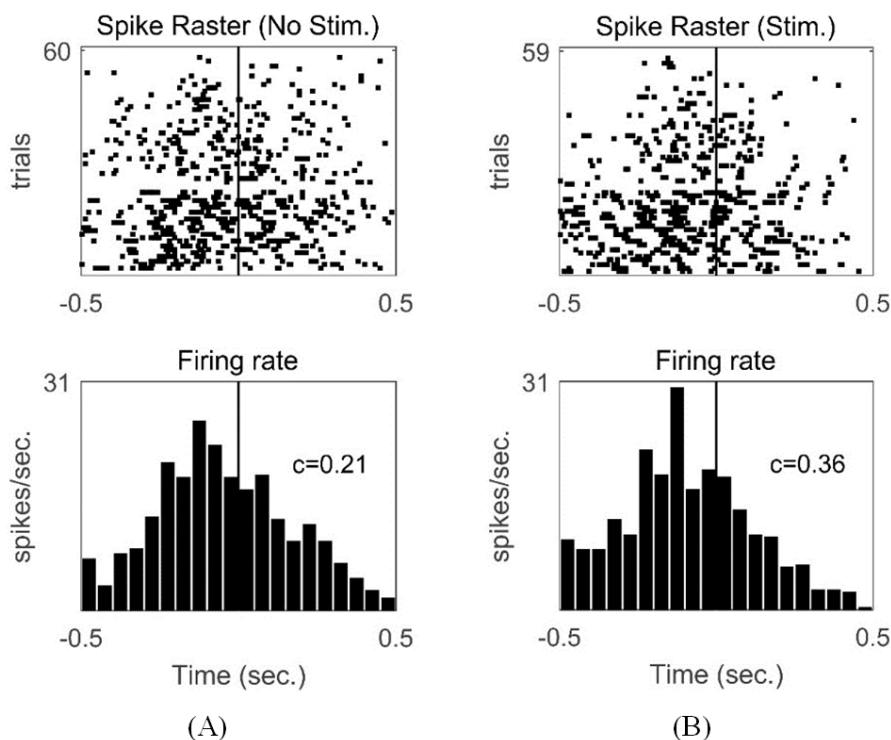 Spike Raster (No Stim.)
60
trials
-0.5
0.5
Firing rate
31
spikes/sec.
c=0.21
-0.5
0.5
Time (sec.)
(A)
Spike Raster (Stim.)
59
trials
-0.5
0.5
Firing rate
31
spikes/sec.
c=0.36
-0.5
0.5
Time (sec.)
(B)